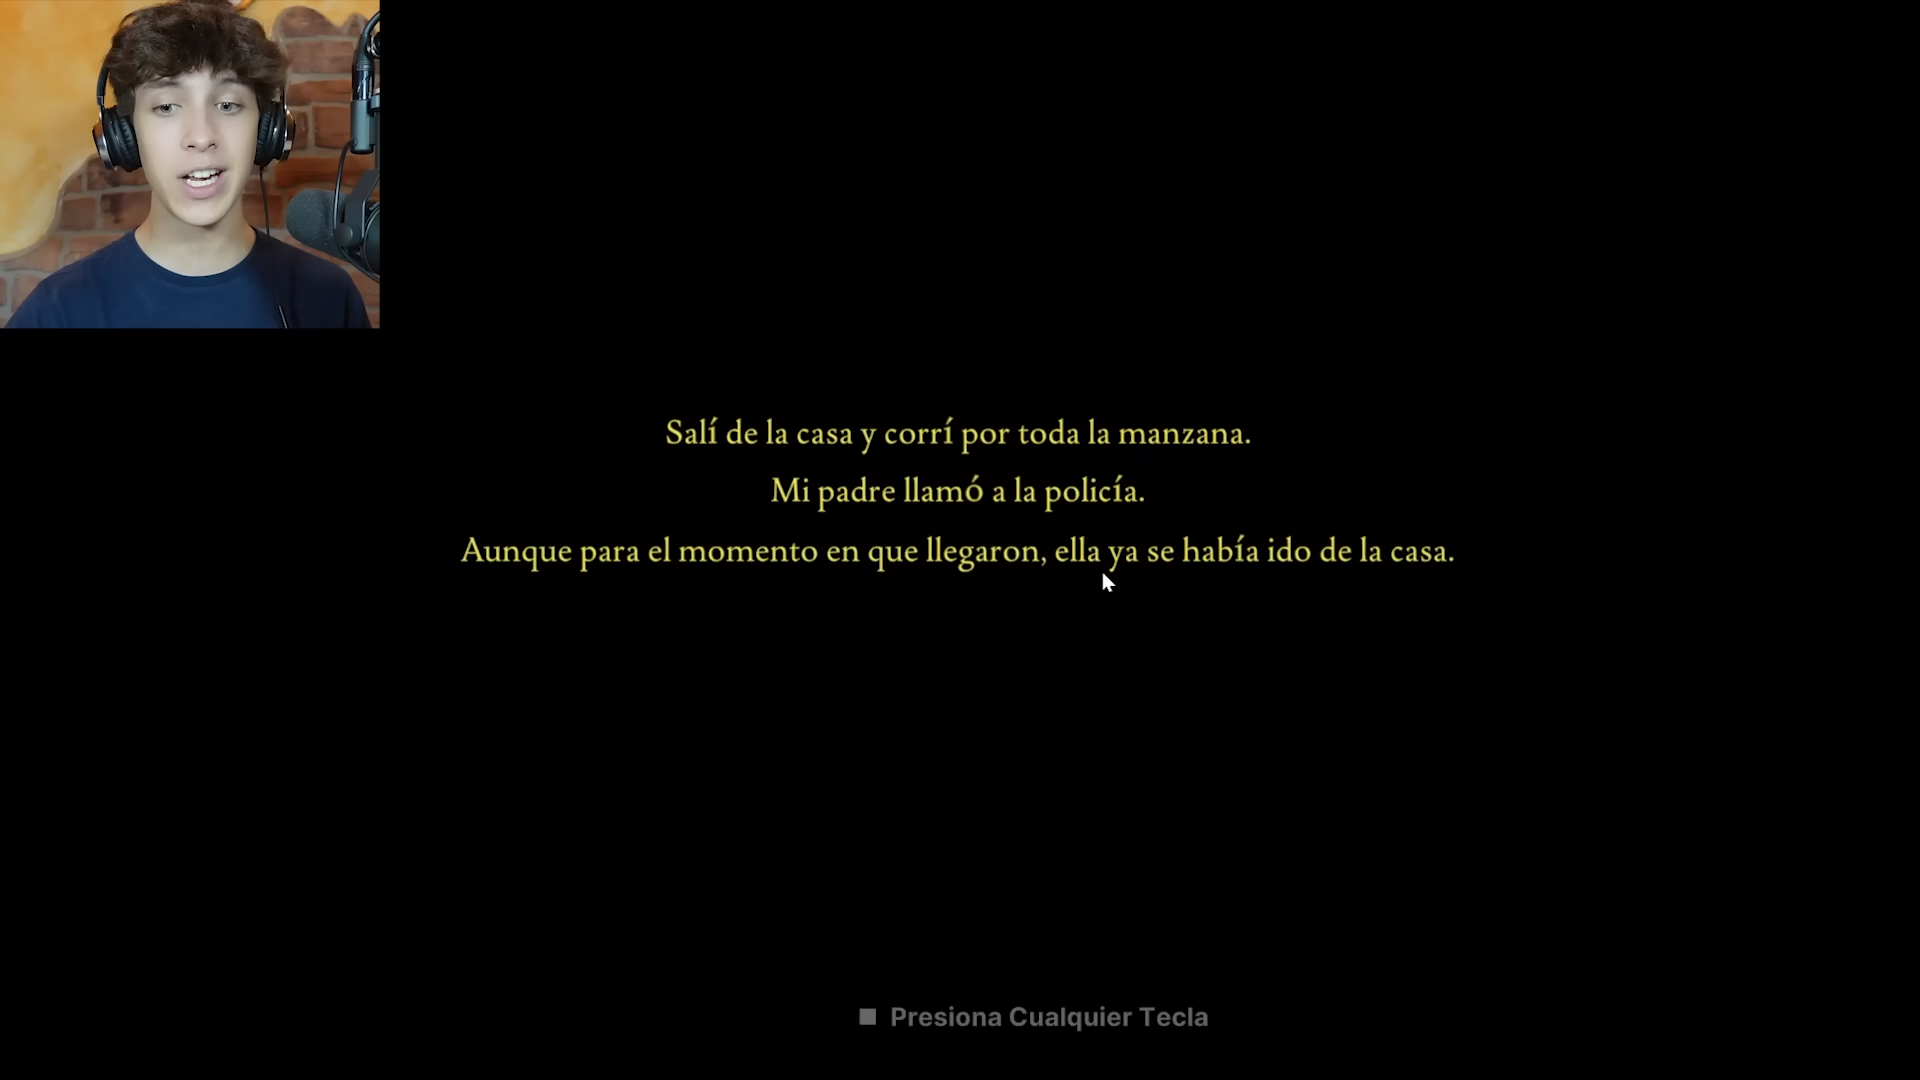 Salí de la casa y corrí por toda la manzana.
Mi padre llamó a la policía.
Aunque para el momento en que llegaron, ella ya se había ido de la casa.
Presiona Cualquier Tecla